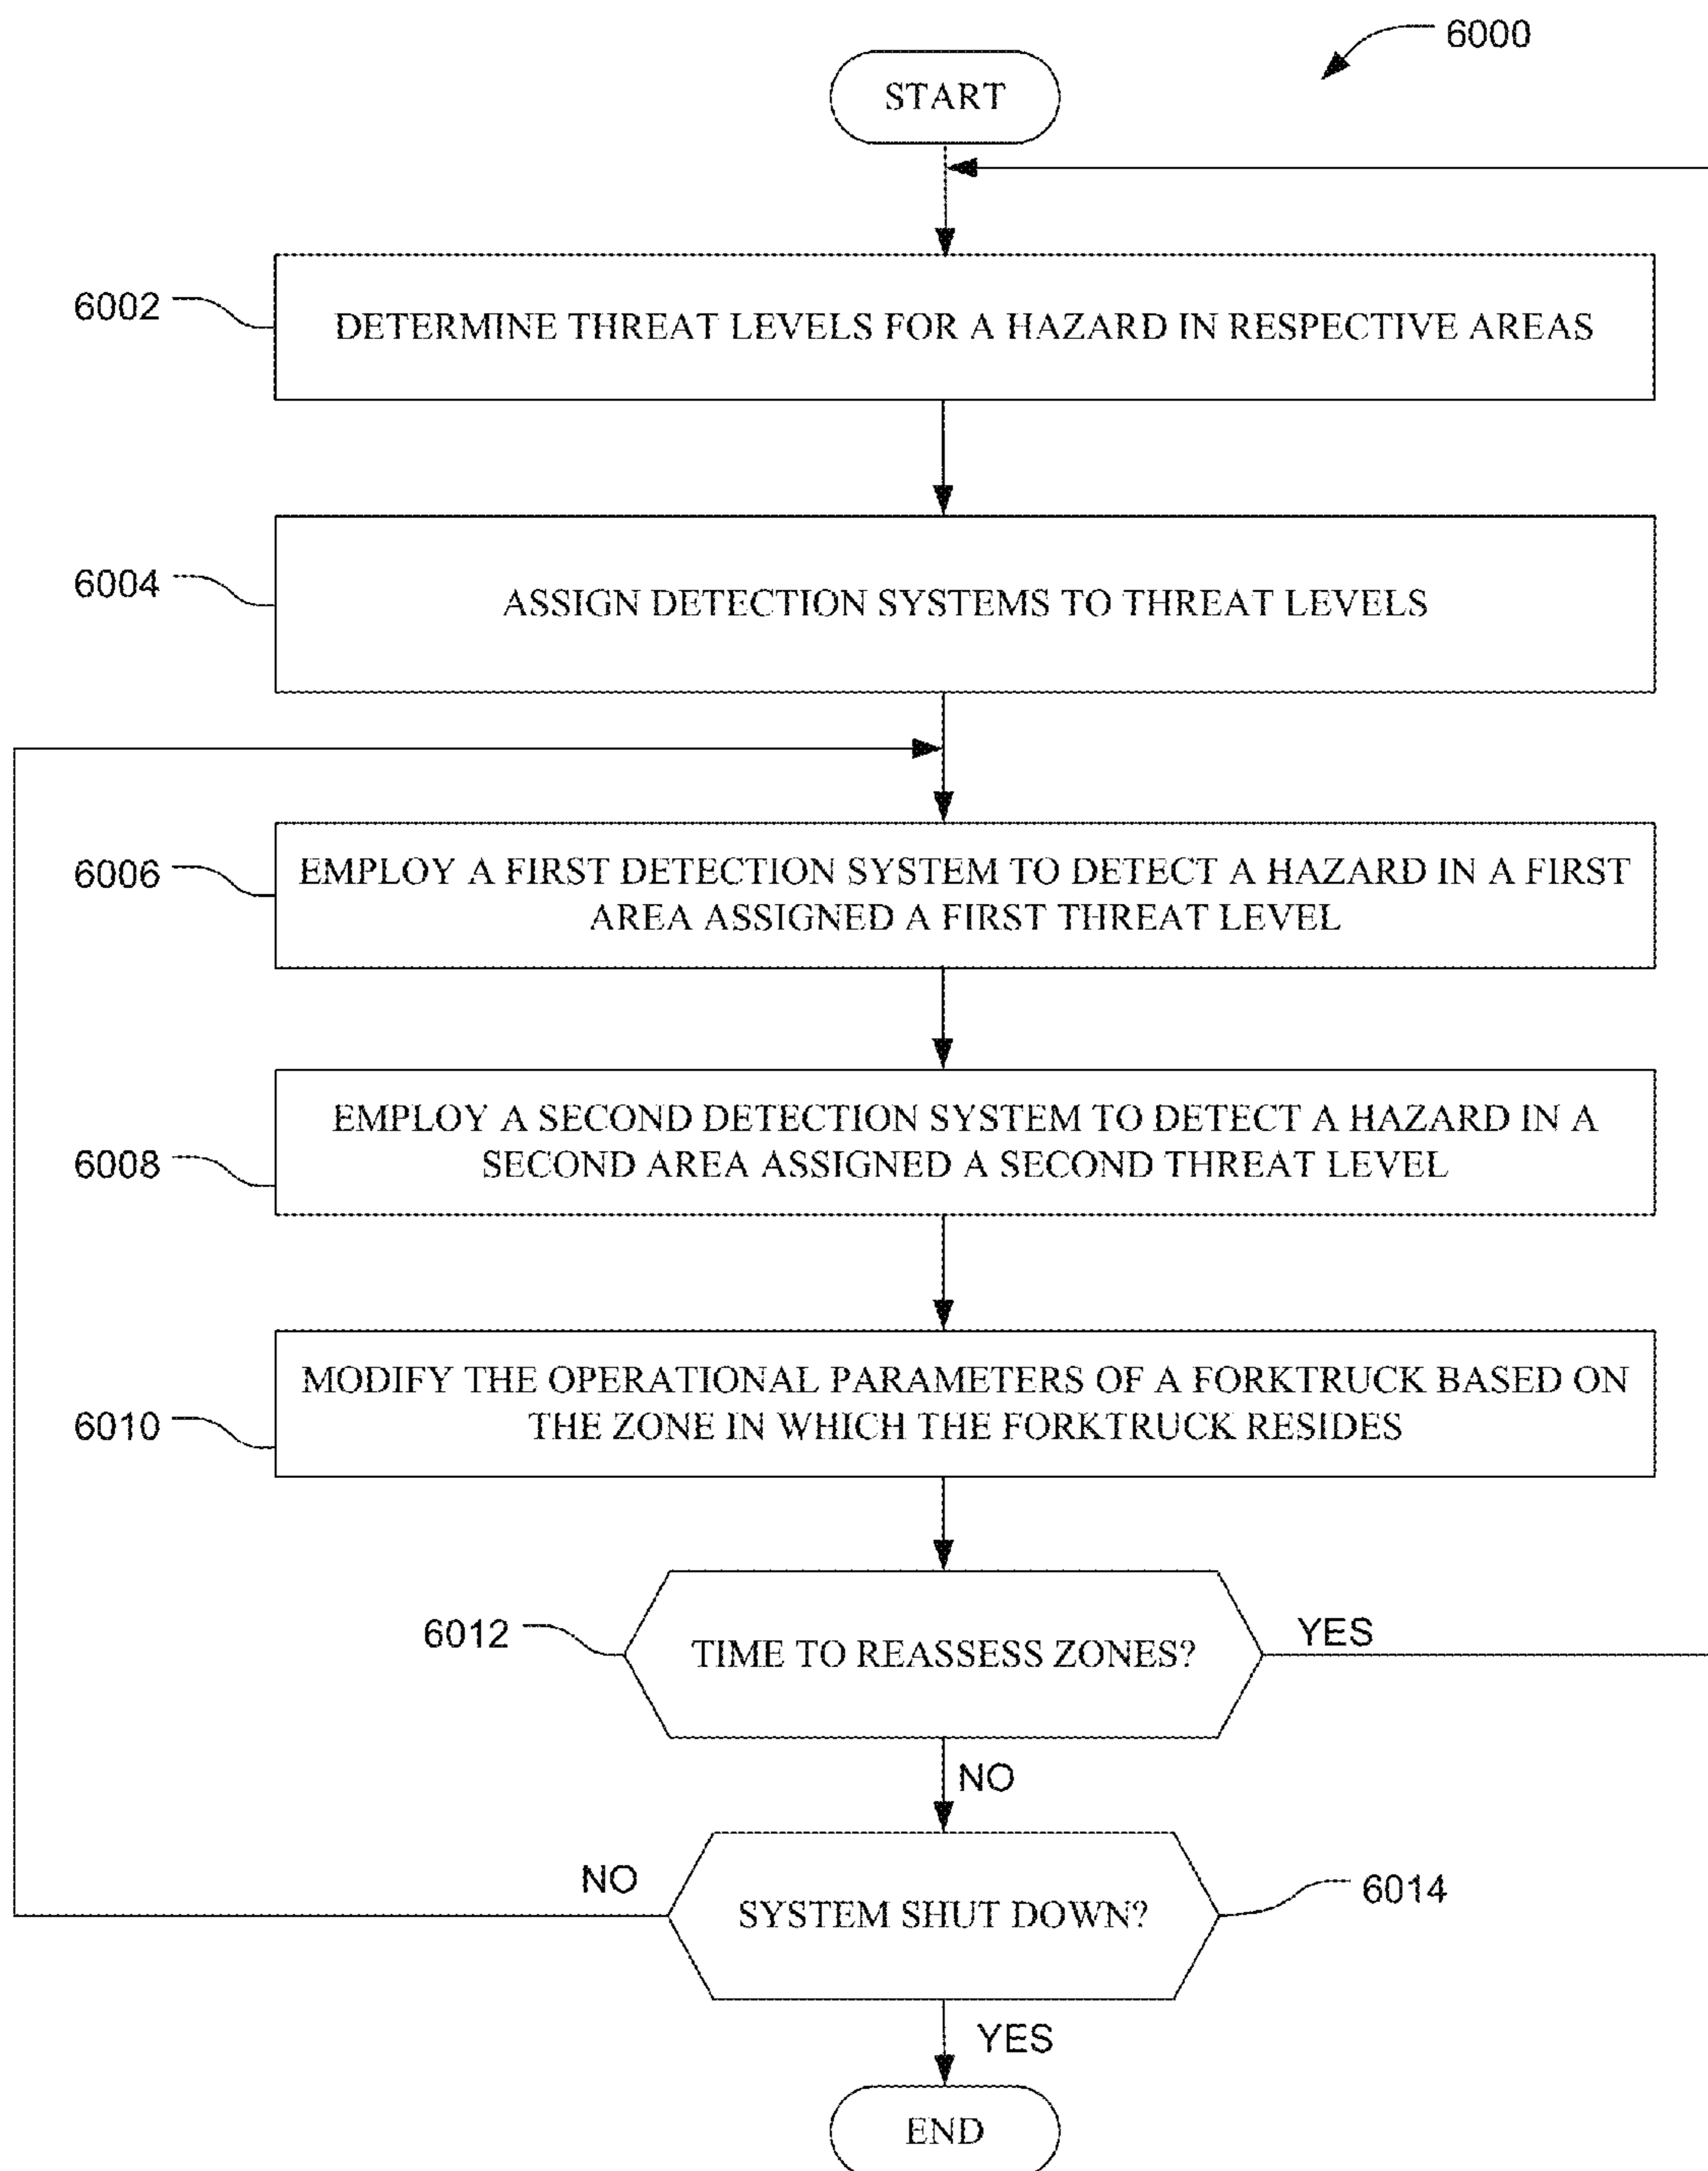 6000
START
6002
DETERMINE THREAT LEVELS FOR A HAZARD IN RESPECTIVE AREAS
6004
ASSIGN DETECTION SYSTEMS TO THREAT LEVELS
6006
EMPLOY A FIRST DETECTION SYSTEM TO DETECT A HAZARD IN A FIRST
AREA ASSIGNED A FIRST THREAT LEVEL
6008
EMPLOY A SECOND DETECTION SYSTEM TO DETECT A HAZARD IN A
SECOND AREA ASSIGNED A SECOND THREAT LEVEL
6010
MODIFY THE OPERATIONAL PARAMETERS OF A FORKTRUCK BASED ON
THE ZONE IN WHICH THE FORKTRUCK RESIDES
6012
TIME TO REASSESS ZONES?
YES
NO
NO
SYSTEM SHUT DOWN?
6014
YES
END